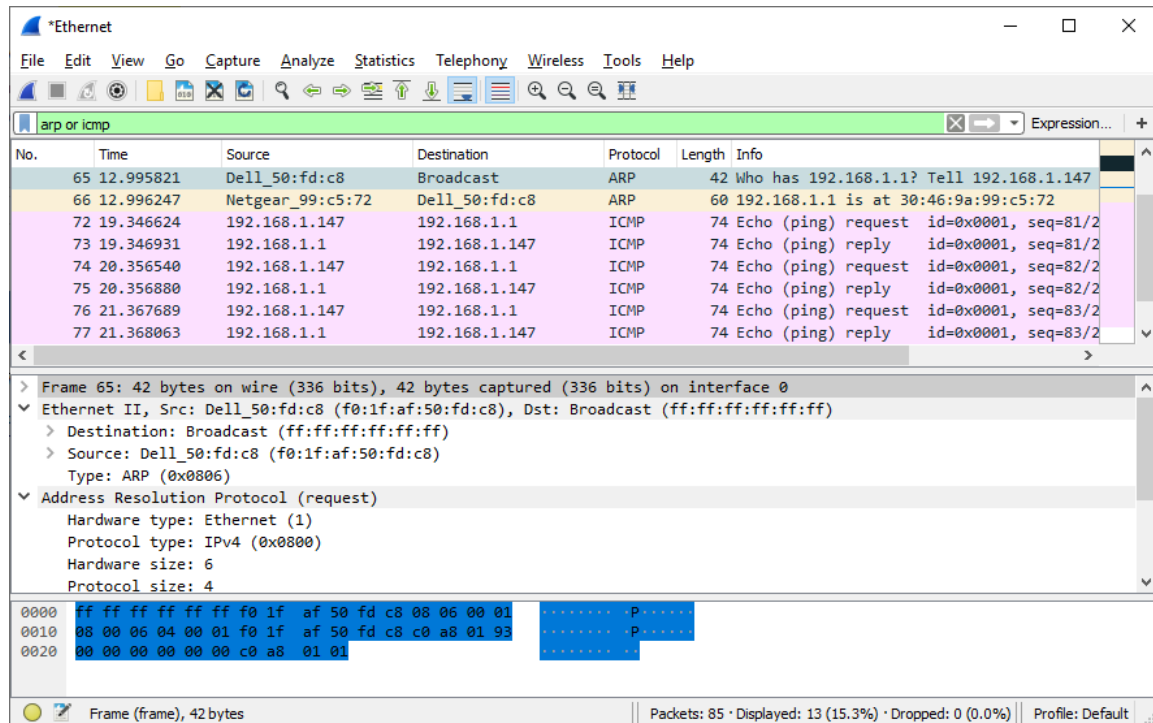 *Ethernet
File Edit View Go Capture Analyze Statistics Telephony Wireless Tools Help
arp or icmp Expression... +
No. Time Source Destination Protocol Length Info
65 12.995821 Dell_50:fd:c8 Broadcast ARP 42 Who has 192.168.1.1? Tell 192.168.1.147
66 12.996247 Netgear_99:c5:72 Dell_50:fd:c8 ARP 60 192.168.1.1 is at 30:46:9a:99:c5:72
72 19.346624 192.168.1.147 192.168.1.1 ICMP 74 Echo (ping) request id=0x0001, seq=81/2
73 19.346931 192.168.1.1 192.168.1.147 ICMP 74 Echo (ping) reply id=0x0001, seq=81/2
74 20.356540 192.168.1.147 192.168.1.1 ICMP 74 Echo (ping) request id=0x0001, seq=82/2
75 20.356880 192.168.1.1 192.168.1.147 ICMP 74 Echo (ping) reply id=0x0001, seq=82/2
76 21.367689 192.168.1.147 192.168.1.1 ICMP 74 Echo (ping) request id=0x0001, seq=83/2
77 21.368063 192.168.1.1 192.168.1.147 ICMP 74 Echo (ping) reply id=0x0001, seq=83/2
Frame 65: 42 bytes on wire (336 bits), 42 bytes captured (336 bits) on interface 0
Ethernet II, Src: Dell_50:fd:c8 (f0:1f:af:50:fd:c8), Dst: Broadcast (ff:ff:ff:ff:ff:ff)
Destination: Broadcast (ff:ff:ff:ff:ff:ff)
Source: Dell_50:fd:c8 (f0:1f:af:50:fd:c8)
Type: ARP (0x0806)
Address Resolution Protocol (request)
Hardware type: Ethernet (1)
Protocol type: IPv4 (0x0800)
Hardware size: 6
Protocol size: 4
0000 ff ff ff ff ff ff f0 1f af 50 fd c8 08 06 00 01 ········ ·P······
0010 08 00 06 04 00 01 f0 1f af 50 fd c8 c0 a8 01 93 ········ ·P······
0020 00 00 00 00 00 00 c0 a8 01 01 ········ ··
Frame (frame), 42 bytes Packets: 85 · Displayed: 13 (15.3%) · Dropped: 0 (0.0%) Profile: Default